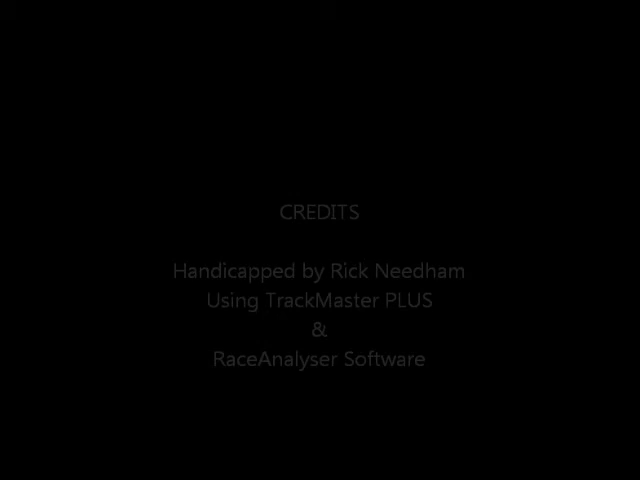 CREDITS
Handicapped by Rick Needham
Using TrackMaster PLUS
&
RaceAnalyser Software